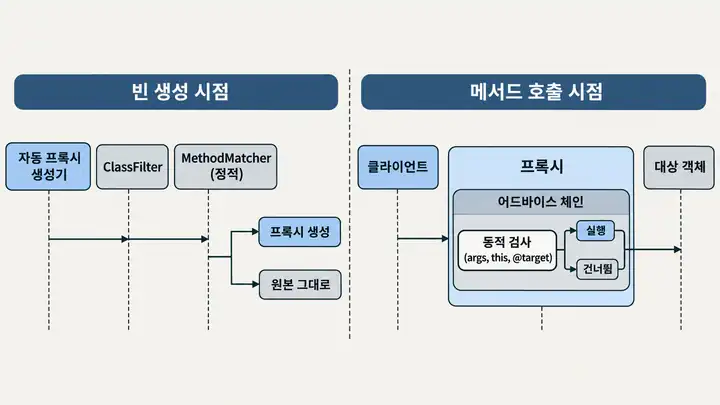 빈 생성 시점
자동 프록시
생성기
ClassFilter
MethodMatcher
(정적)
프록시 생성
원본 그대로
메서드 호출 시점
클라이언트
프록시
어드바이스 체인
동적 검사
(args, this, @target)
실행
건너뜀
대상 객체